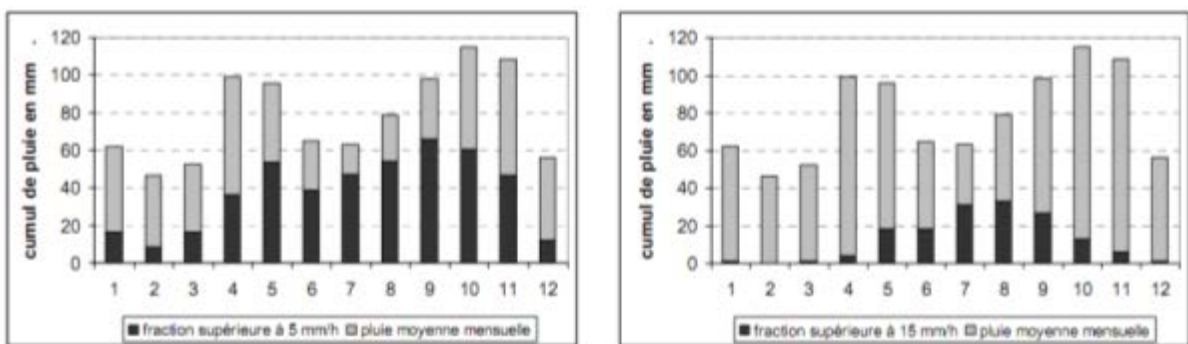 cumul de pluie en mm .
120
100
80
60
40
20
0
1 2 3 4 5 6 7 8 9 10 11 12
fraction supérieure à 5 mm/h pluie moyenne mensuelle
cumul de pluie en mm .
120
100
80
60
40
20
0
1 2 3 4 5 6 7 8 9 10 11 12
fraction supérieure à 15 mm/h pluie moyenne mensuelle